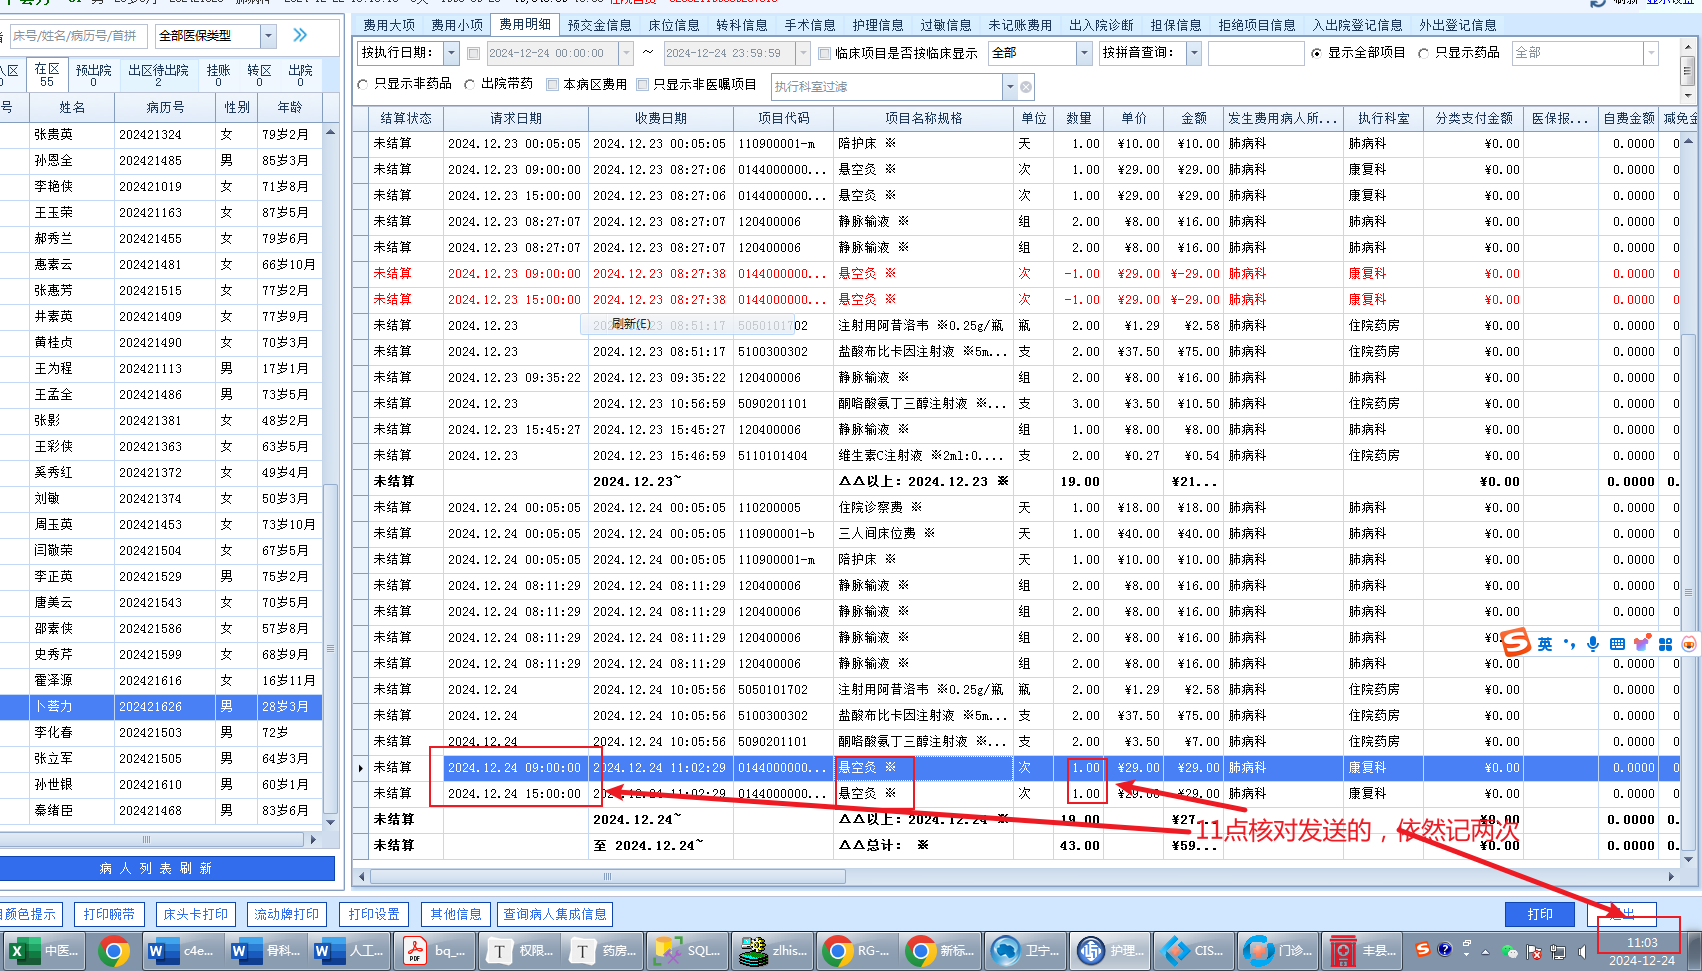 费用大项 费用小项 费用明细 预交金信息 床位信息 转科信息 手术信息 护理信息 过敏信息 未记账费用 出入院诊断 担保信息 拒绝项目信息 入出院登记信息 外出登记信息
床号/姓名/病历号/首拼 全部医保类型 »
按执行日期: 2024-12-24 00:00:00 ~ 2024-12-24 23:59:59 临床项目是否按临床显示 全部 按拼音查询: 显示全部项目 只显示药品 全部
只显示非药品 出院带药 本病区费用 只显示非医嘱项目 执行科室过滤
入区 0 在区 55 预出院 0 出区待出院 2 挂账 0 转区 0 出院 0
号 姓名 病历号 性别 年龄
张贵英 202421324 女 79岁2月
孙恩全 202421485 男 85岁3月
李艳侠 202421019 女 71岁8月
王玉荣 202421163 女 87岁5月
郝秀兰 202421455 女 79岁6月
惠素云 202421481 女 66岁10月
张惠芳 202421515 女 77岁2月
井素英 202421409 女 77岁9月
黄桂贞 202421490 女 70岁3月
王为程 202421113 男 17岁1月
王孟全 202421486 男 73岁5月
张影 202421381 女 48岁2月
王彩侠 202421363 女 63岁5月
奚秀红 202421372 女 49岁4月
刘敏 202421374 女 50岁3月
周玉英 202421453 女 73岁10月
闫敬荣 202421504 女 67岁5月
李正英 202421529 男 75岁2月
唐美云 202421543 女 70岁5月
邵素侠 202421586 女 57岁8月
史秀芹 202421599 女 68岁9月
霍泽源 202421616 女 16岁11月
卜荟力 202421626 男 28岁3月
李化春 202421503 男 72岁
张立军 202421505 男 64岁3月
孙世银 202421610 男 60岁1月
秦绪臣 202421468 男 83岁6月
病人列表刷新
结算状态 请求日期 收费日期 项目代码 项目名称规格 单位 数量 单价 金额 发生费用病人所... 执行科室 分类支付金额 医保报... 自费金额 减免金
未结算 2024.12.23 00:05:05 2024.12.23 00:05:05 110900001-m 陪护床 ※ 天 1.00 ¥10.00 ¥10.00 肺病科 肺病科 ¥0.00 0.0000 0
未结算 2024.12.23 09:00:00 2024.12.23 08:27:06 0144000000... 悬空灸 ※ 次 1.00 ¥29.00 ¥29.00 肺病科 康复科 ¥0.00 0.0000 0
未结算 2024.12.23 15:00:00 2024.12.23 08:27:06 0144000000... 悬空灸 ※ 次 1.00 ¥29.00 ¥29.00 肺病科 康复科 ¥0.00 0.0000 0
未结算 2024.12.23 08:27:07 2024.12.23 08:27:07 120400006 静脉输液 ※ 组 2.00 ¥8.00 ¥16.00 肺病科 肺病科 ¥0.00 0.0000 0
未结算 2024.12.23 08:27:07 2024.12.23 08:27:07 120400006 静脉输液 ※ 组 2.00 ¥8.00 ¥16.00 肺病科 肺病科 ¥0.00 0.0000 0
未结算 2024.12.23 09:00:00 2024.12.23 08:27:38 0144000000... 悬空灸 ※ 次 -1.00 ¥29.00 ¥-29.00 肺病科 康复科 ¥0.00 0.0000 0
未结算 2024.12.23 15:00:00 2024.12.23 08:27:38 0144000000... 悬空灸 ※ 次 -1.00 ¥29.00 ¥-29.00 肺病科 康复科 ¥0.00 0.0000 0
刷新(E)
未结算 2024.12.23 2024.12.23 08:51:17 5050101702 注射用阿昔洛韦 ※0.25g/瓶 瓶 2.00 ¥1.29 ¥2.58 肺病科 住院药房 ¥0.00 0.0000 0
未结算 2024.12.23 2024.12.23 08:51:17 5100300302 盐酸布比卡因注射液 ※5m... 支 2.00 ¥37.50 ¥75.00 肺病科 住院药房 ¥0.00 0.0000 0
未结算 2024.12.23 09:35:22 2024.12.23 09:35:22 120400006 静脉输液 ※ 组 2.00 ¥8.00 ¥16.00 肺病科 肺病科 ¥0.00 0.0000 0
未结算 2024.12.23 2024.12.23 10:56:59 5090201101 酮咯酸氨丁三醇注射液 ※... 支 3.00 ¥3.50 ¥10.50 肺病科 住院药房 ¥0.00 0.0000 0
未结算 2024.12.23 15:45:27 2024.12.23 15:45:27 120400006 静脉输液 ※ 组 1.00 ¥8.00 ¥8.00 肺病科 肺病科 ¥0.00 0.0000 0
未结算 2024.12.23 2024.12.23 15:46:59 5110101404 维生素C注射液 ※2ml:0.... 支 2.00 ¥0.27 ¥0.54 肺病科 住院药房 ¥0.00 0.0000 0
未结算 2024.12.23~ △△以上: 2024.12.23 ※ 19.00 ¥21... ¥0.00 0.0000 0.
未结算 2024.12.24 00:05:05 2024.12.24 00:05:05 110200005 住院诊察费 ※ 天 1.00 ¥18.00 ¥18.00 肺病科 肺病科 ¥0.00 0.0000 0
未结算 2024.12.24 00:05:05 2024.12.24 00:05:05 110900001-b 三人间床位费 ※ 天 1.00 ¥40.00 ¥40.00 肺病科 肺病科 ¥0.00 0.0000 0
未结算 2024.12.24 00:05:05 2024.12.24 00:05:05 110900001-m 陪护床 ※ 天 1.00 ¥10.00 ¥10.00 肺病科 肺病科 ¥0.00 0.0000 0
未结算 2024.12.24 08:11:29 2024.12.24 08:11:29 120400006 静脉输液 ※ 组 2.00 ¥8.00 ¥16.00 肺病科 肺病科 ¥0.00 0.0000 0
未结算 2024.12.24 08:11:29 2024.12.24 08:11:29 120400006 静脉输液 ※ 组 2.00 ¥8.00 ¥16.00 肺病科 肺病科 ¥0.00 0.0000 0
未结算 2024.12.24 08:11:29 2024.12.24 08:11:29 120400006 静脉输液 ※ 组 2.00 ¥8.00 ¥16.00 肺病科 肺病科 ¥0.00 0.0000
未结算 2024.12.24 08:11:29 2024.12.24 08:11:29 120400006 静脉输液 ※ 组 2.00 ¥8.00 ¥16.00 肺病科 肺病科 ¥0.00 0.0000 0
未结算 2024.12.24 2024.12.24 10:05:56 5050101702 注射用阿昔洛韦 ※0.25g/瓶 瓶 2.00 ¥1.29 ¥2.58 肺病科 住院药房 ¥0.00 0.0000 0
未结算 2024.12.24 2024.12.24 10:05:56 5100300302 盐酸布比卡因注射液 ※5m... 支 2.00 ¥37.50 ¥75.00 肺病科 住院药房 ¥0.00 0.0000 0
未结算 2024.12.24 2024.12.24 10:05:56 5090201101 酮咯酸氨丁三醇注射液 ※... 支 2.00 ¥3.50 ¥7.00 肺病科 住院药房 ¥0.00 0.0000 0
未结算 2024.12.24 09:00:00 2024.12.24 11:02:29 0144000000... 悬空灸 ※ 次 1.00 ¥29.00 ¥29.00 肺病科 康复科 ¥0.00 0.0000 0
未结算 2024.12.24 15:00:00 2024.12.24 11:02:29 0144000000... 悬空灸 ※ 次 1.00 ¥29.00 ¥29.00 肺病科 康复科 ¥0.00 0.0000 0
未结算 2024.12.24~ △△以上: 2024.12.24 ※ 19.00 ¥27... ¥0.00 0.0000 0.
11点核对发送的，依然记两次
未结算 至 2024.12.24~ △△总计: ※ 43.00 ¥59... ¥0.00 0.0000 0.
英
颜色提示 打印腕带 床头卡打印 流动牌打印 打印设置 其他信息 查询病人集成信息 打印
中医... c4e... 骨科... 人工... bq_... 权限... 药房... SQL... zlhis... RG-... 新标... 卫宁... 护理... CIS... 门诊... 丰县...
11:03
2024-12-24